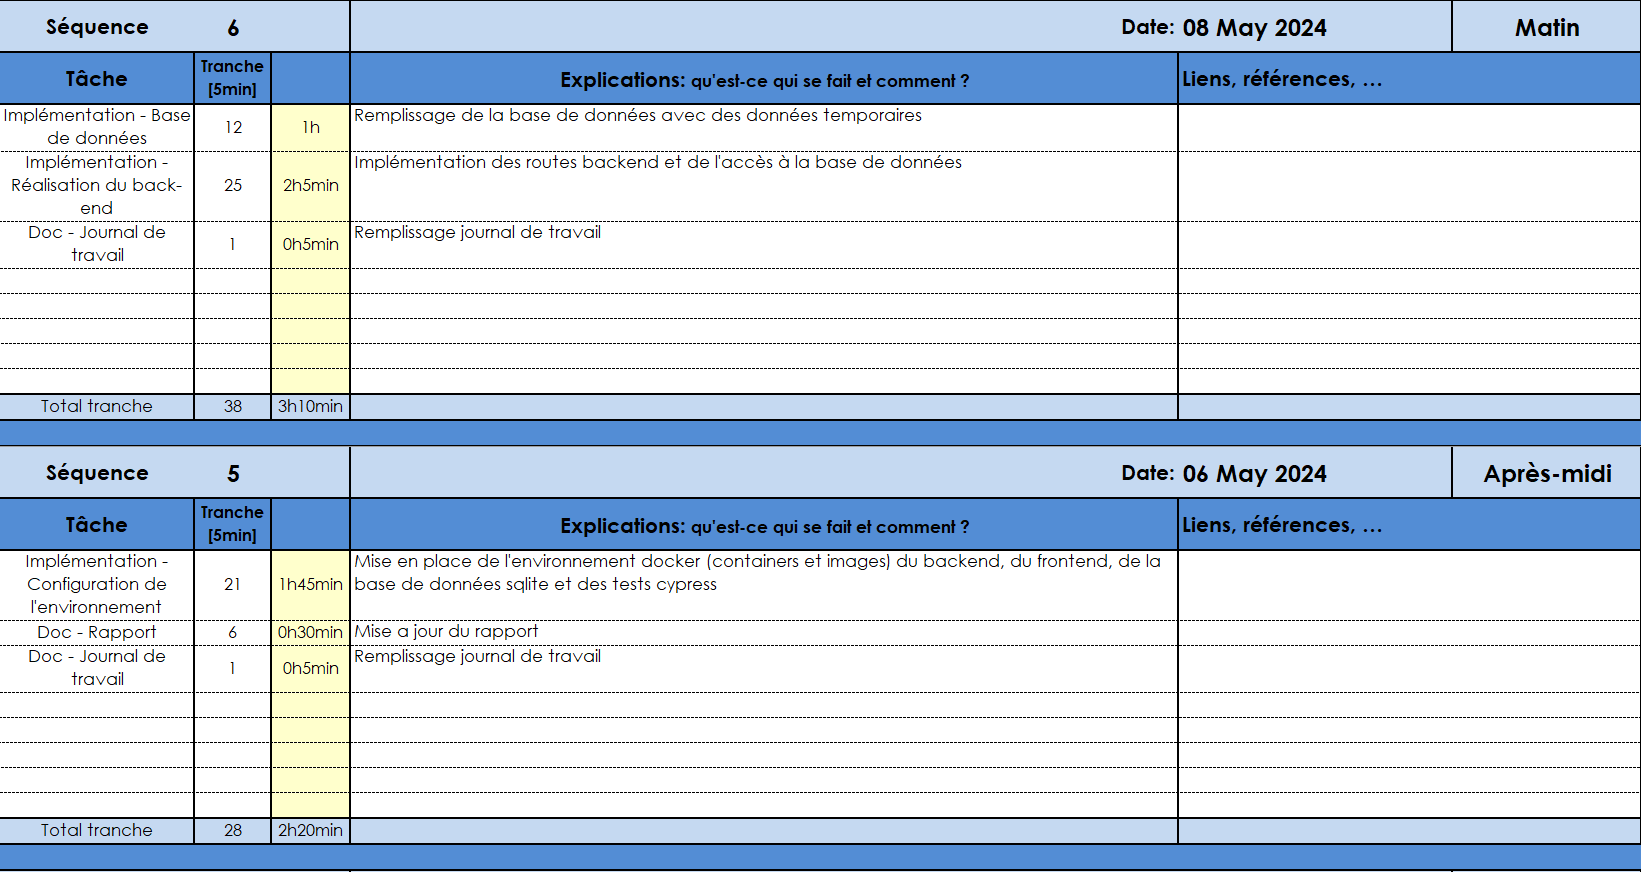 Séquence 6 Date: 08 May 2024 Matin
Tâche Tranche [5min] Explications: qu'est-ce qui se fait et comment ? Liens, références, ...
Implémentation - Base de données 12 1h Remplissage de la base de données avec des données temporaires
Implémentation - Réalisation du back-end 25 2h5min Implémentation des routes backend et de l'accès à la base de données
Doc - Journal de travail 1 0h5min Remplissage journal de travail
Total tranche 38 3h10min
Séquence 5 Date: 06 May 2024 Après-midi
Tâche Tranche [5min] Explications: qu'est-ce qui se fait et comment ? Liens, références, ...
Implémentation - Configuration de l'environnement 21 1h45min Mise en place de l'environnement docker (containers et images) du backend, du frontend, de la base de données sqlite et des tests cypress
Doc - Rapport 6 0h30min Mise a jour du rapport
Doc - Journal de travail 1 0h5min Remplissage journal de travail
Total tranche 28 2h20min